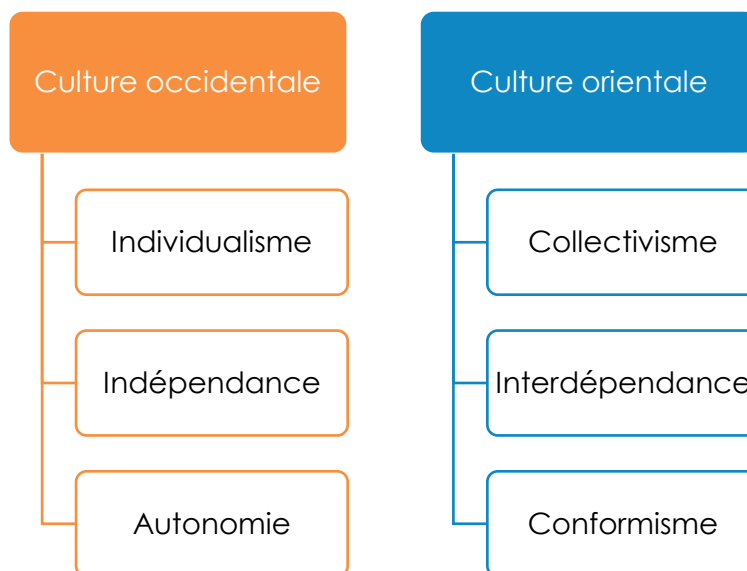 Culture occidentale
Individualisme
Indépendance
Autonomie
Culture orientale
Collectivisme
Interdépendance
Conformisme